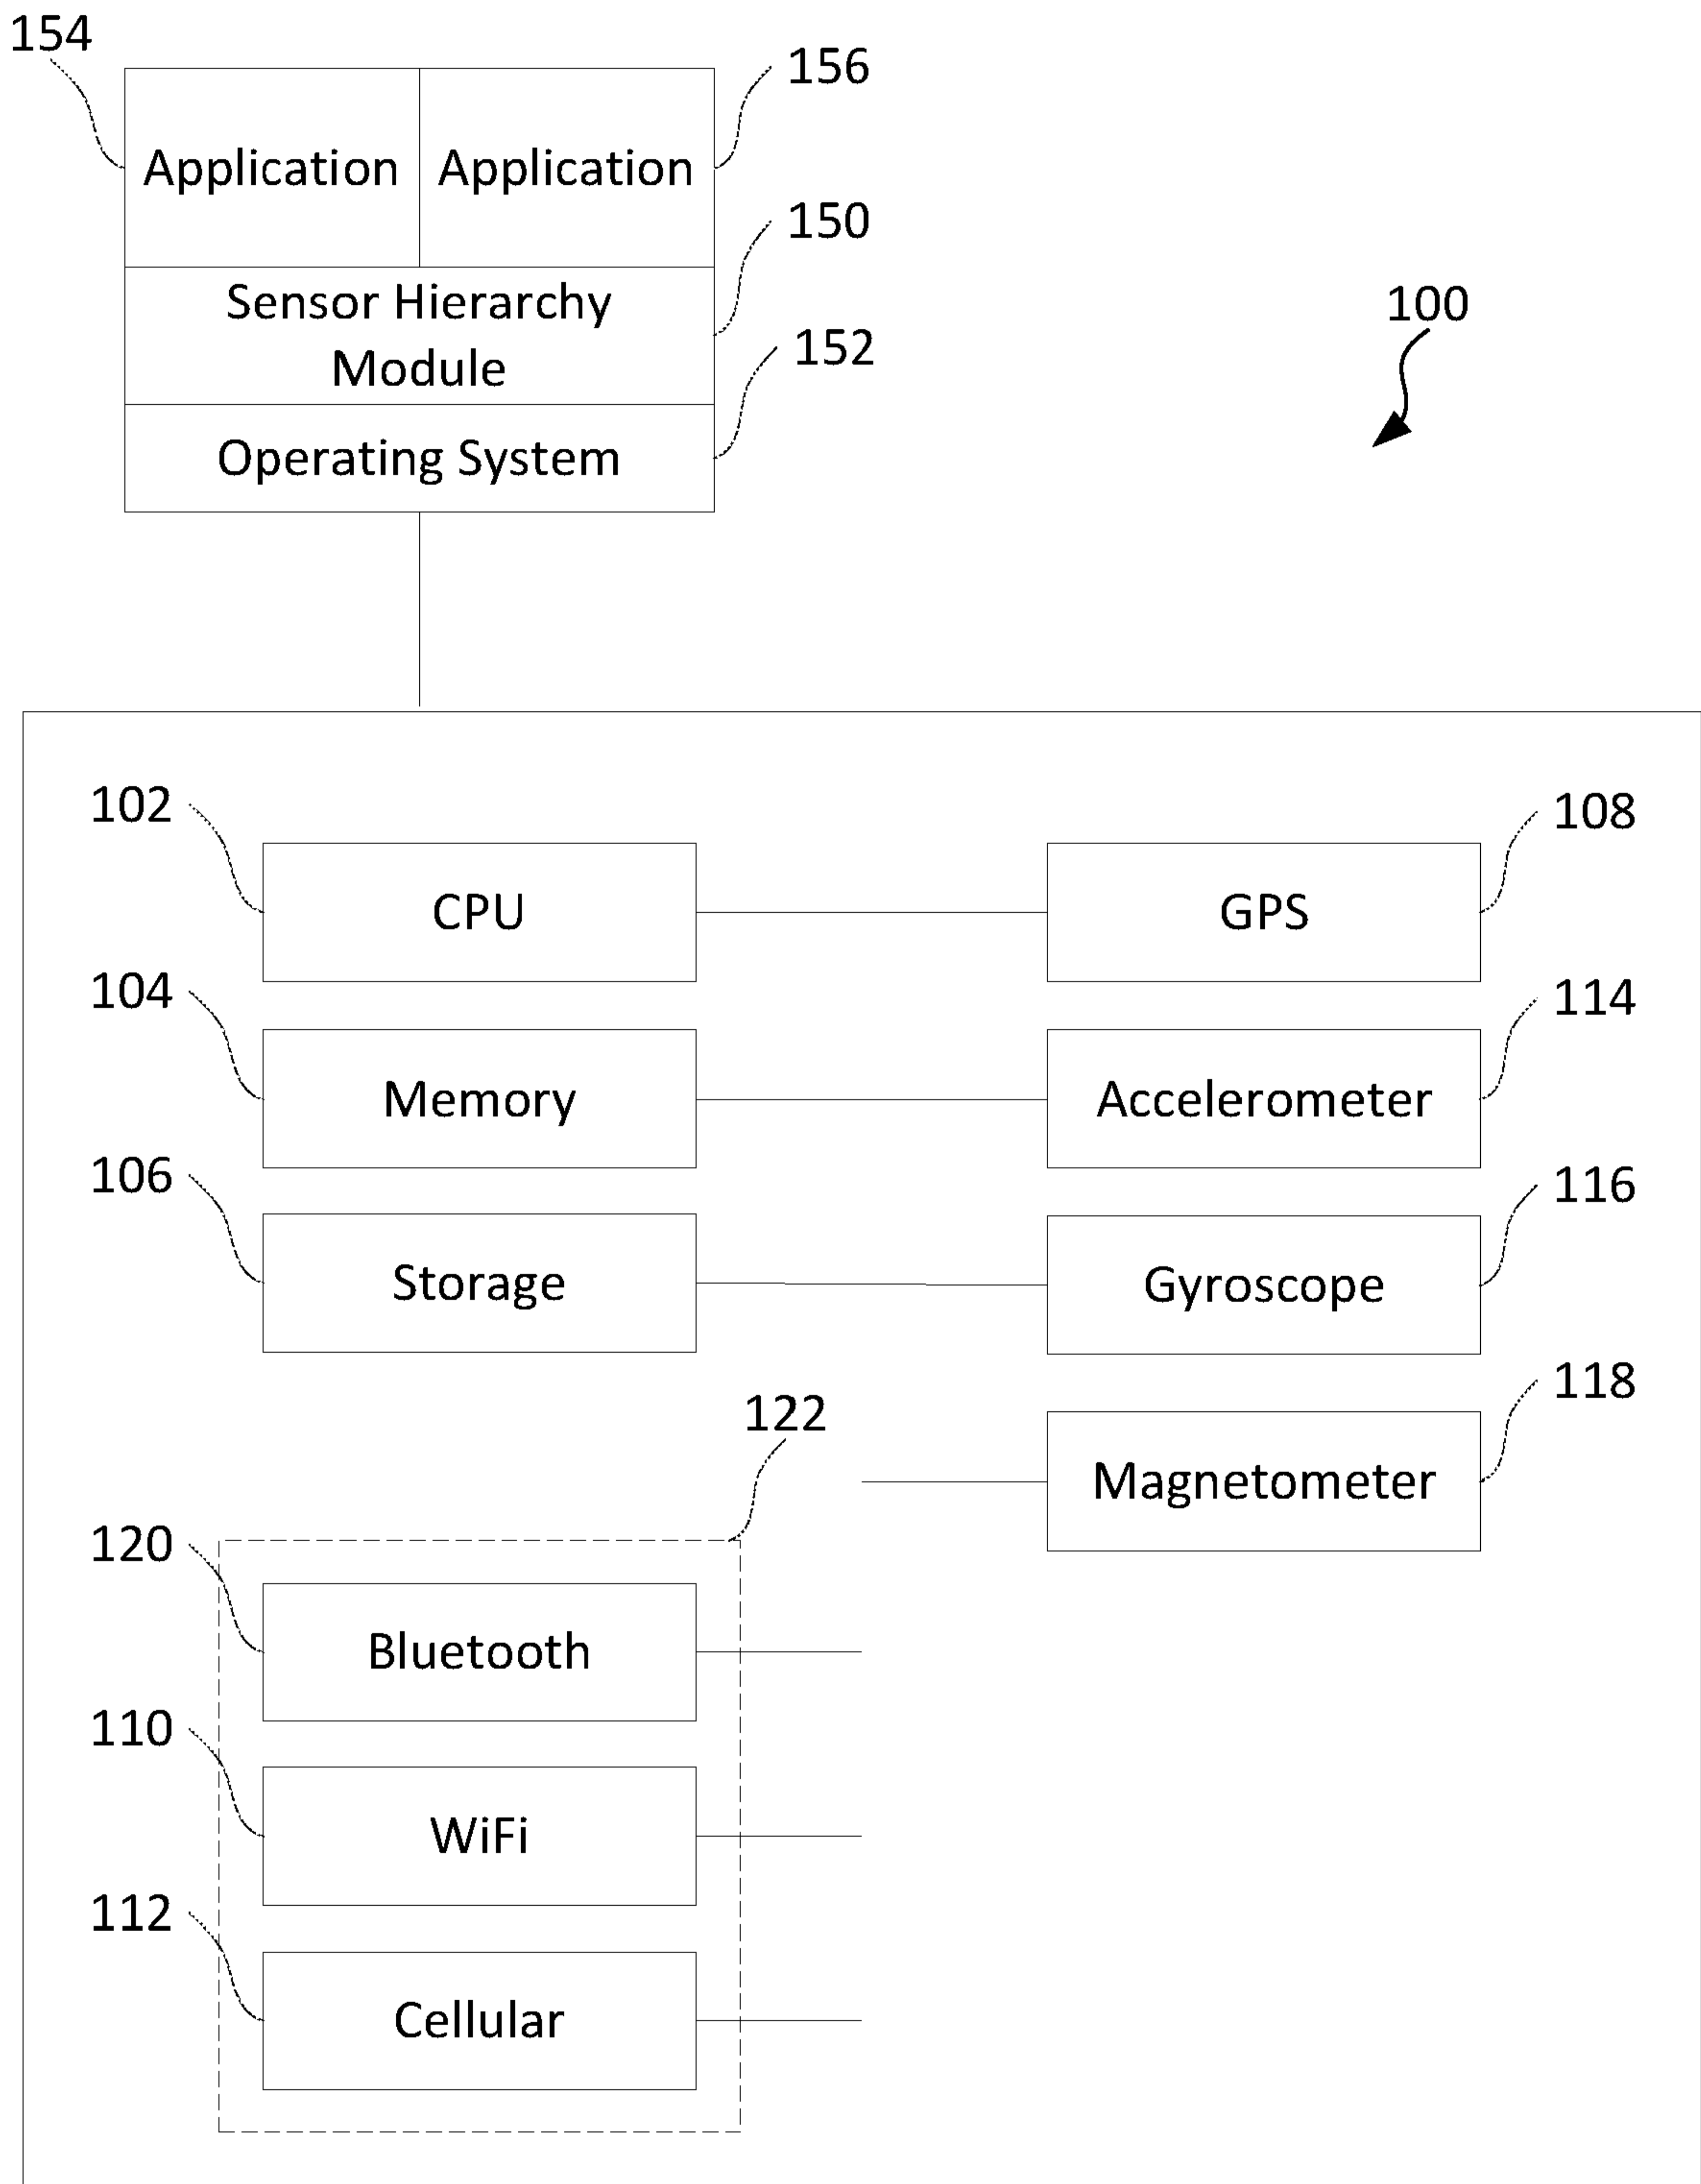 154
156
Application Application
150
Sensor Hierarchy
Module
100
152
Operating System
102
108
CPU
GPS
104
114
Memory
Accelerometer
106
116
Storage
Gyroscope
118
122
Magnetometer
120
Bluetooth
110
WiFi
112
Cellular